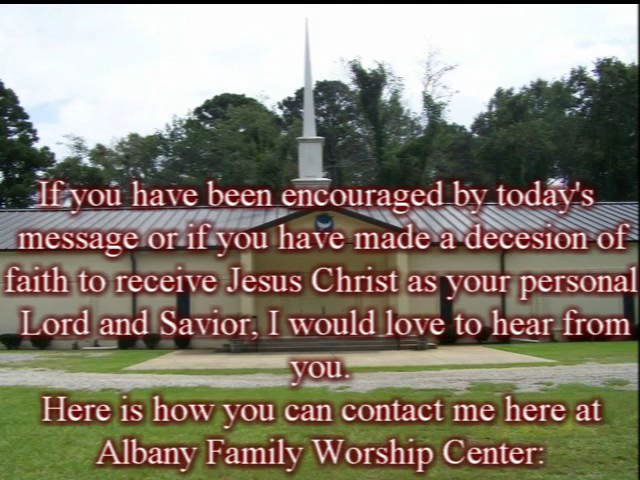 If you have been encouraged by today's
message or if you have made a decesion of
faith to receive Jesus Christ as your personal
Lord and Savior, I would love to hear from
you.
Here is how you can contact me here at
Albany Family Worship Center: